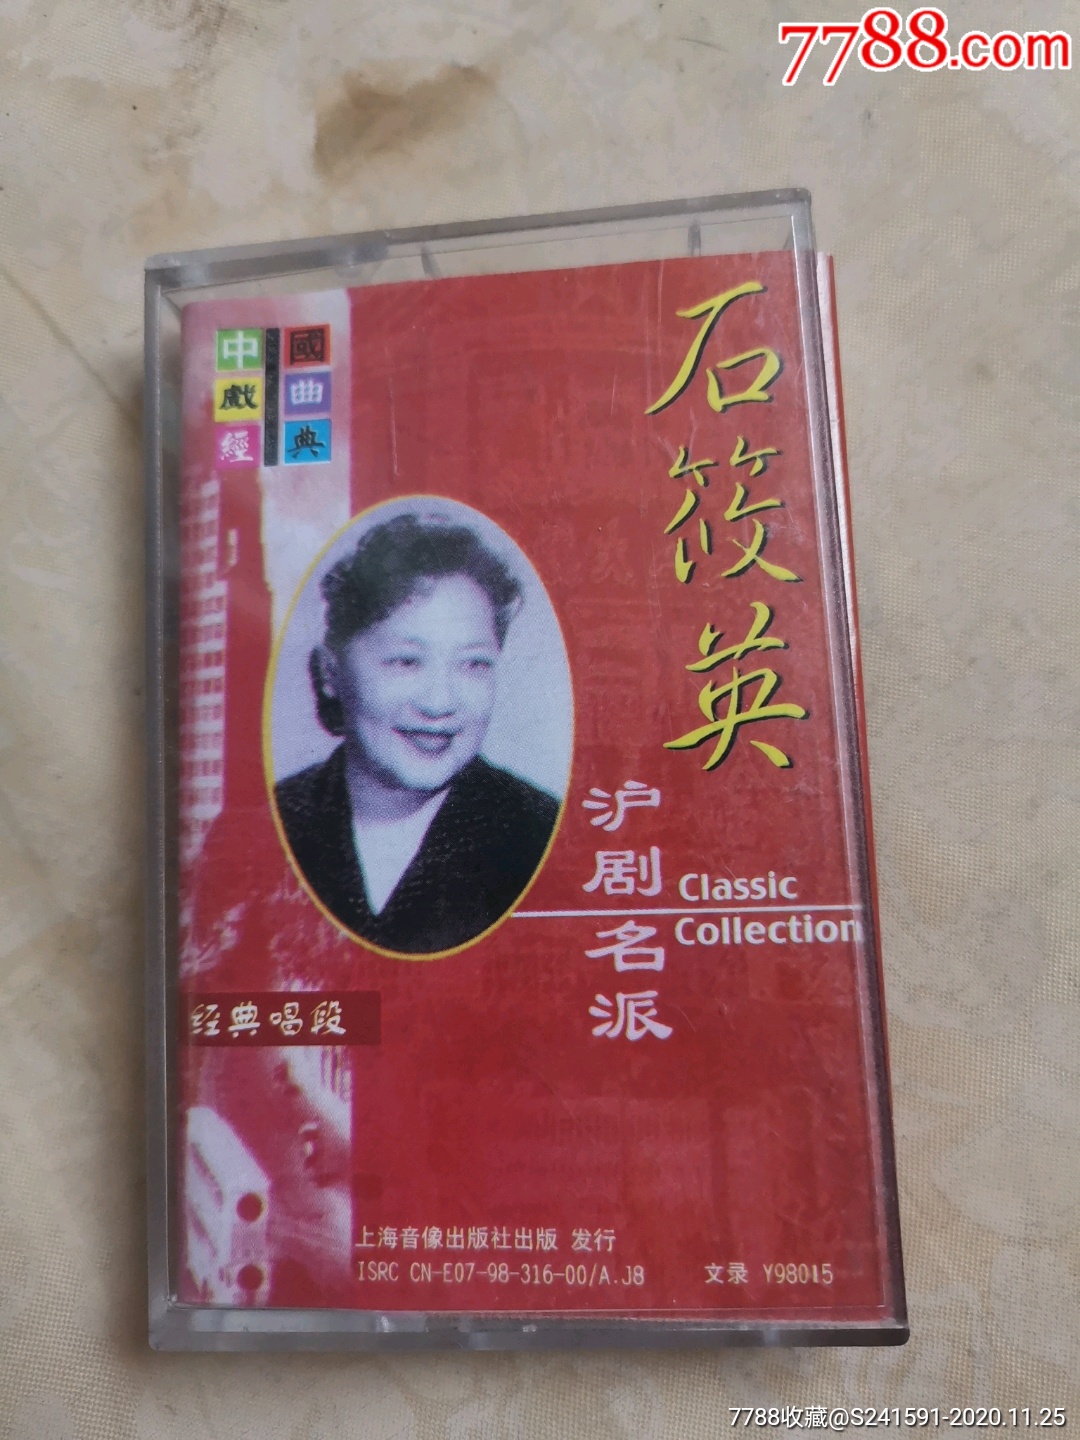 7788.com
中國
戲曲
經典
石筱英
沪剧名派
Classic
Collection
经典唱段
上海音像出版社出版 发行
ISRC CN-E07-98-316-00/A.J8 文录 Y98015
7788收藏@S241591-2020.11.25